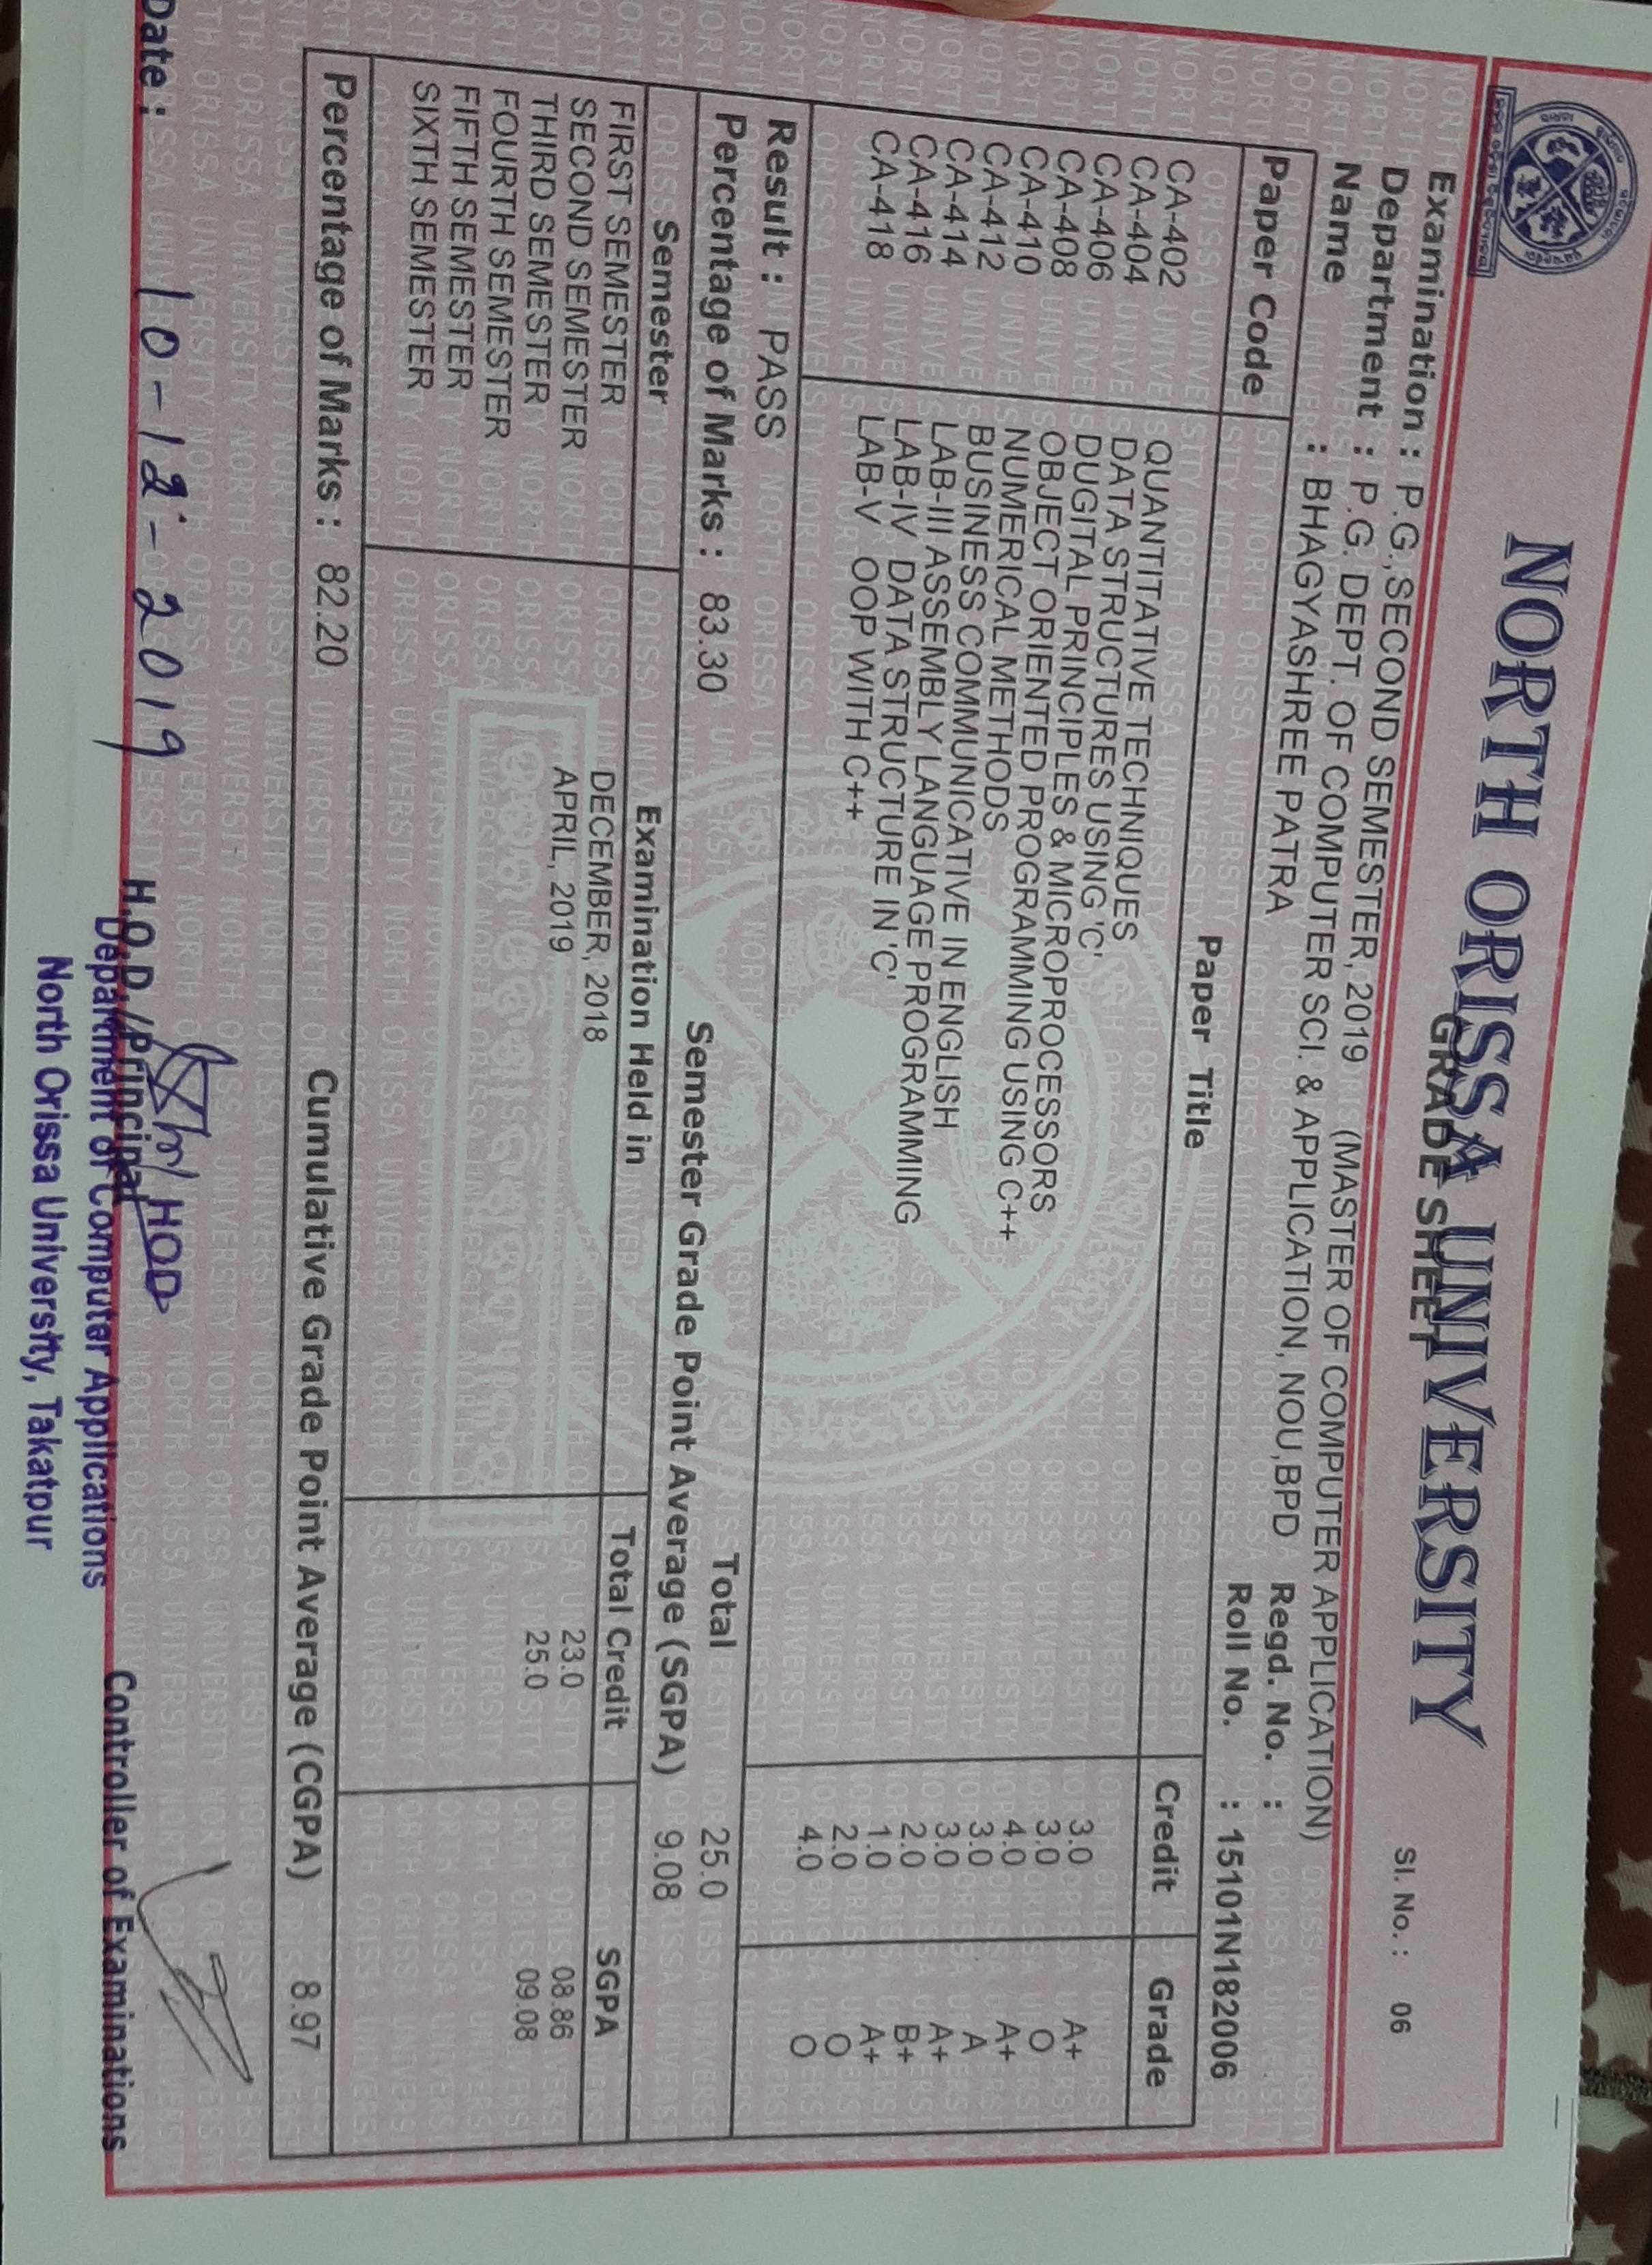 NORTH ORISSA UNIVERSITY
GRADE SHEET
Sl. No. : 06
Examination : P.G.,SECOND SEMESTER, 2019 (MASTER OF COMPUTER APPLICATION)
Department : P.G. DEPT. OF COMPUTER SCI. & APPLICATION, NOU,BPD Regd. No. :
Name : BHAGYASHREE PATRA Roll No. : 15101N182006
Paper Code Paper Title Credit Grade
CA-402 QUANTITATIVE TECHNIQUES 3.0 A+
CA-404 DATA STRUCTURES USING 'C' 3.0 O
CA-406 DUGITAL PRINCIPLES & MICROPROCESSORS 4.0 A+
CA-408 OBJECT ORIENTED PROGRAMMING USING C++ 3.0 A
CA-410 NUMERICAL METHODS 3.0 A+
CA-412 BUSINESS COMMUNICATIVE IN ENGLISH 2.0 B+
CA-414 LAB-III ASSEMBLY LANGUAGE PROGRAMMING 1.0 A+
CA-416 LAB-IV DATA STRUCTURE IN 'C' 2.0 O
CA-418 LAB-V OOP WITH C++ 4.0 O
Result : PASS Total 25.0
Percentage of Marks : 83.30 Semester Grade Point Average (SGPA) 9.08
Semester Examination Held in Total Credit SGPA
FIRST SEMESTER DECEMBER, 2018 23.0 08.86
SECOND SEMESTER APRIL, 2019 25.0 09.08
THIRD SEMESTER
FOURTH SEMESTER
FIFTH SEMESTER
SIXTH SEMESTER
Percentage of Marks : 82.20 Cumulative Grade Point Average (CGPA) 8.97
HOD
Date : 10-12-2019 H.O.D./Principal Controller of Examinations
Department of Computer Applications
North Orissa University, Takatpur